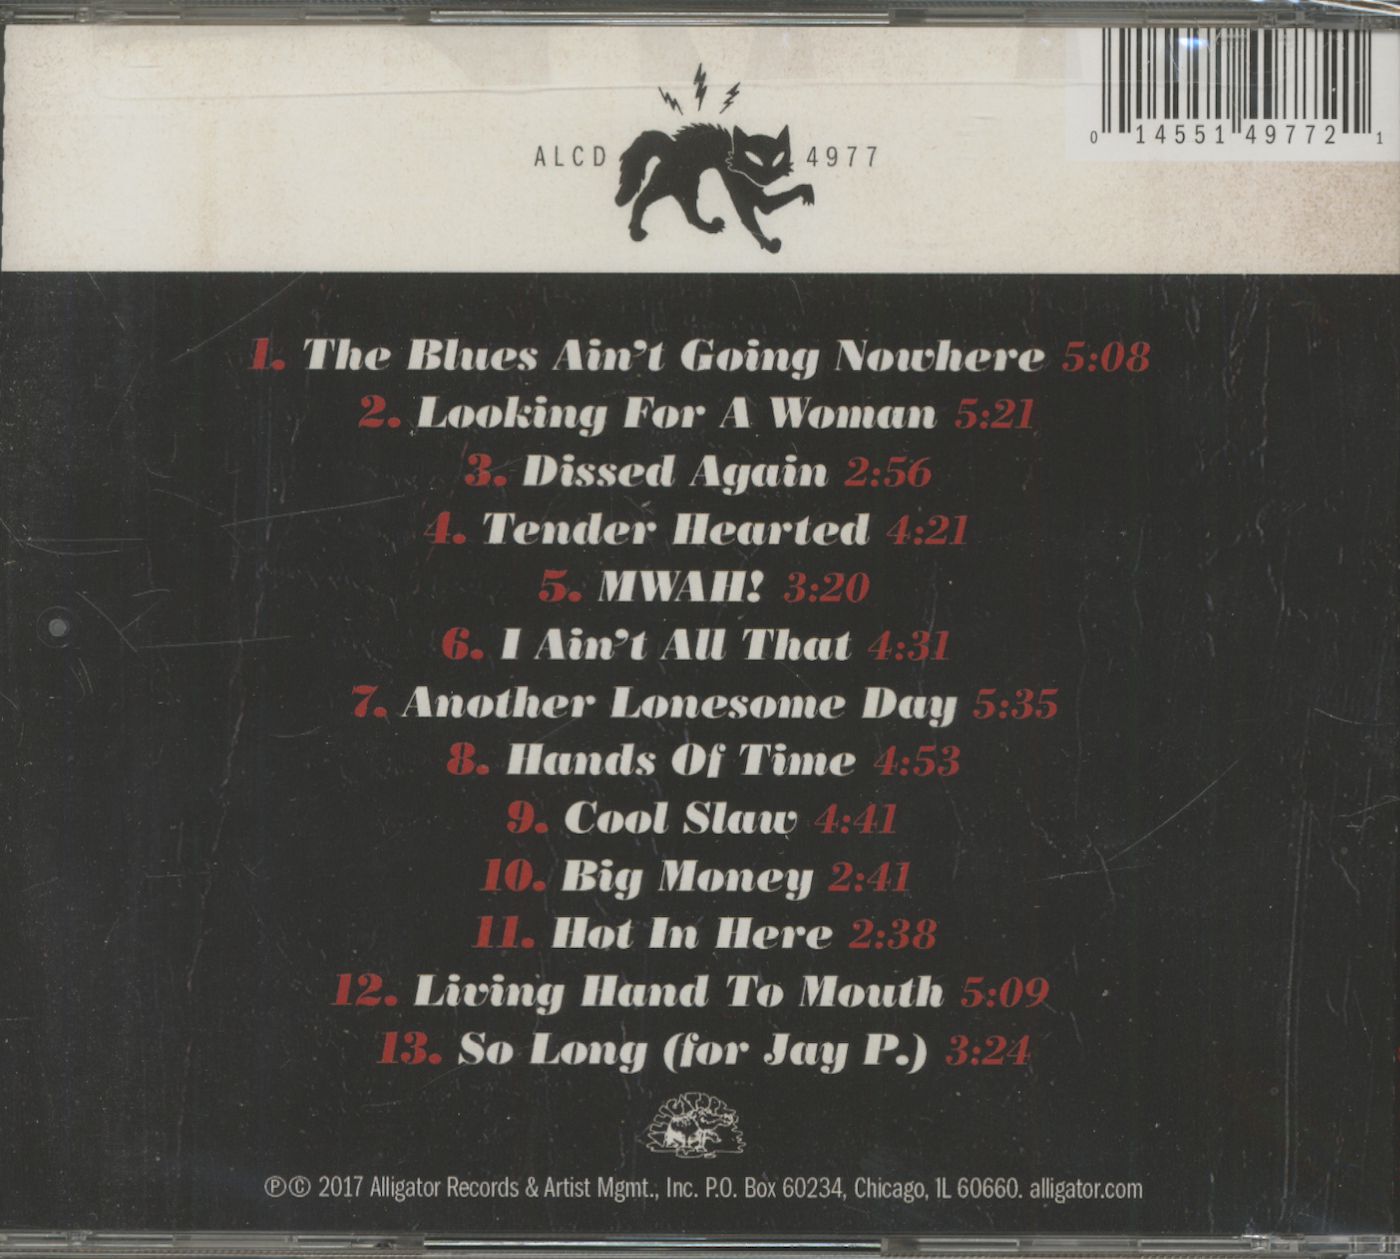 0 14551 49772 1
ALCD 4977
1. The Blues Ain't Going Nowhere 5:08
2. Looking For A Woman 5:21
3. Dissed Again 2:56
4. Tender Hearted 4:21
5. MWAH! 3:20
6. I Ain't All That 4:31
7. Another Lonesome Day 5:35
8. Hands Of Time 4:53
9. Cool Slaw 4:41
10. Big Money 2:41
11. Hot In Here 2:38
12. Living Hand To Mouth 5:09
13. So Long (for Jay P.) 3:24
℗© 2017 Alligator Records & Artist Mgmt., Inc. P.O. Box 60234, Chicago, IL 60660. alligator.com